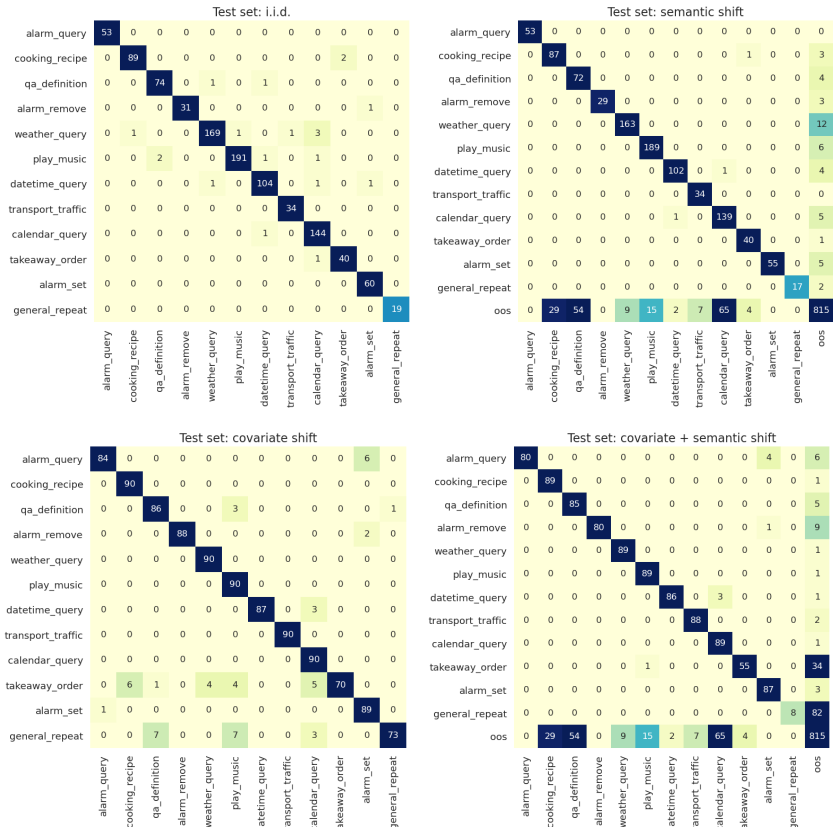 Test set: i.i.d.
alarm_query 53 0 0 0 0 0 0 0 0 0 0 0
cooking_recipe 0 89 0 0 0 0 0 0 0 2 0 0
qa_definition 0 0 74 0 1 0 1 0 0 0 0 0
alarm_remove 0 0 0 31 0 0 0 0 0 0 1 0
weather_query 0 1 0 0 169 1 0 1 3 0 0 0
play_music 0 0 2 0 0 191 1 0 1 0 0 0
datetime_query 0 0 0 0 1 0 104 0 1 0 1 0
transport_traffic 0 0 0 0 0 0 0 34 0 0 0 0
calendar_query 0 0 0 0 0 0 1 0 144 0 0 0
takeaway_order 0 0 0 0 0 0 0 0 1 40 0 0
alarm_set 0 0 0 0 0 0 0 0 0 0 60 0
general_repeat 0 0 0 0 0 0 0 0 0 0 0 19
alarm_query cooking_recipe qa_definition alarm_remove weather_query play_music datetime_query transport_traffic calendar_query takeaway_order alarm_set general_repeat
Test set: semantic shift
alarm_query 53 0 0 0 0 0 0 0 0 0 0 0 0
cooking_recipe 0 87 0 0 0 0 0 0 0 1 0 0 3
qa_definition 0 0 72 0 0 0 0 0 0 0 0 0 4
alarm_remove 0 0 0 29 0 0 0 0 0 0 0 0 3
weather_query 0 0 0 0 163 0 0 0 0 0 0 0 12
play_music 0 0 0 0 0 189 0 0 0 0 0 0 6
datetime_query 0 0 0 0 0 0 102 0 1 0 0 0 4
transport_traffic 0 0 0 0 0 0 0 34 0 0 0 0 0
calendar_query 0 0 0 0 0 0 1 0 139 0 0 0 5
takeaway_order 0 0 0 0 0 0 0 0 0 40 0 0 1
alarm_set 0 0 0 0 0 0 0 0 0 0 55 0 5
general_repeat 0 0 0 0 0 0 0 0 0 0 0 17 2
oos 0 29 54 0 9 15 2 7 65 4 0 0 815
alarm_query cooking_recipe qa_definition alarm_remove weather_query play_music datetime_query transport_traffic calendar_query takeaway_order alarm_set general_repeat oos
Test set: covariate shift
alarm_query 84 0 0 0 0 0 0 0 0 0 6 0
cooking_recipe 0 90 0 0 0 0 0 0 0 0 0 0
qa_definition 0 0 86 0 0 3 0 0 0 0 0 1
alarm_remove 0 0 0 88 0 0 0 0 0 0 2 0
weather_query 0 0 0 0 90 0 0 0 0 0 0 0
play_music 0 0 0 0 0 90 0 0 0 0 0 0
datetime_query 0 0 0 0 0 0 87 0 3 0 0 0
transport_traffic 0 0 0 0 0 0 0 90 0 0 0 0
calendar_query 0 0 0 0 0 0 0 0 90 0 0 0
takeaway_order 0 6 1 0 4 4 0 0 5 70 0 0
alarm_set 1 0 0 0 0 0 0 0 0 0 89 0
general_repeat 0 0 7 0 0 7 0 0 3 0 0 73
alarm_query cooking_recipe qa_definition alarm_remove weather_query play_music datetime_query transport_traffic calendar_query takeaway_order alarm_set general_repeat
Test set: covariate + semantic shift
alarm_query 80 0 0 0 0 0 0 0 0 0 4 0 6
cooking_recipe 0 89 0 0 0 0 0 0 0 0 0 0 1
qa_definition 0 0 85 0 0 0 0 0 0 0 0 0 5
alarm_remove 0 0 0 80 0 0 0 0 0 0 1 0 9
weather_query 0 0 0 0 89 0 0 0 0 0 0 0 1
play_music 0 0 0 0 0 89 0 0 0 0 0 0 1
datetime_query 0 0 0 0 0 0 86 0 3 0 0 0 1
transport_traffic 0 0 0 0 0 0 0 88 0 0 0 0 2
calendar_query 0 0 0 0 0 0 0 0 89 0 0 0 1
takeaway_order 0 0 0 0 0 1 0 0 0 55 0 0 34
alarm_set 0 0 0 0 0 0 0 0 0 0 87 0 3
general_repeat 0 0 0 0 0 0 0 0 0 0 0 8 82
oos 0 29 54 0 9 15 2 7 65 4 0 0 815
alarm_query cooking_recipe qa_definition alarm_remove weather_query play_music datetime_query transport_traffic calendar_query takeaway_order alarm_set general_repeat oos